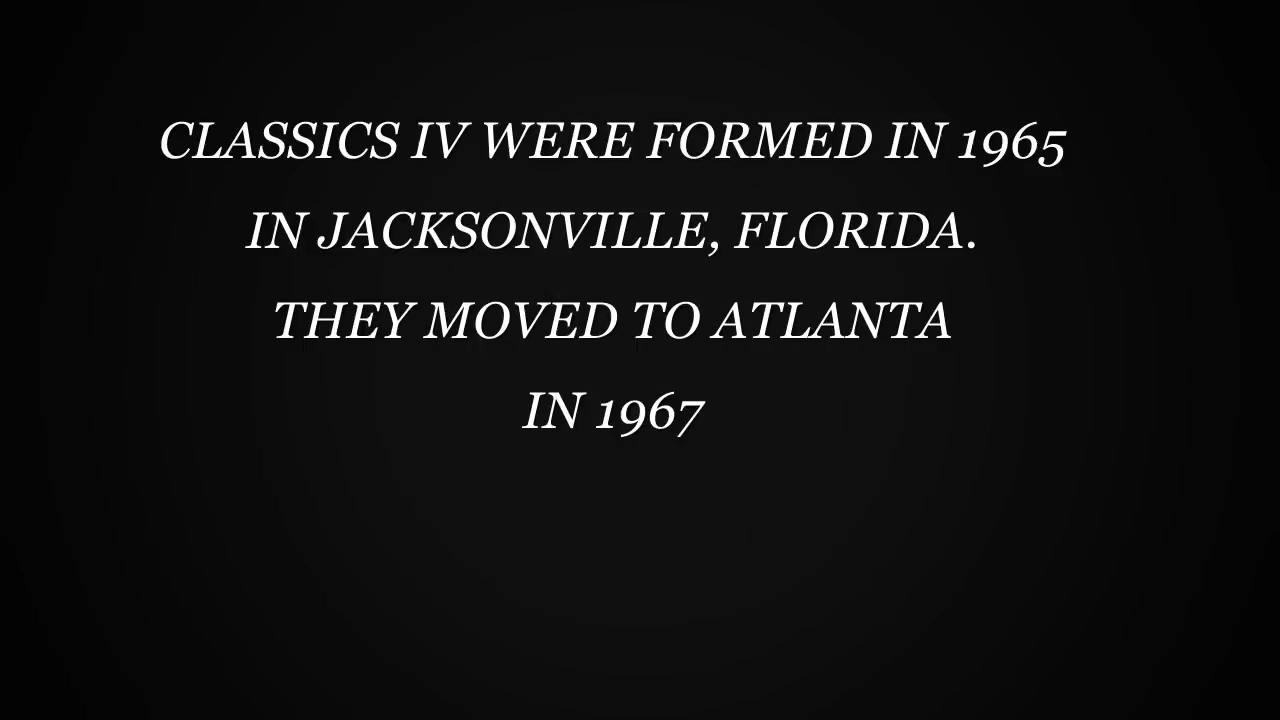 CLASSICS IV WERE FORMED IN 1965
IN JACKSONVILLE, FLORIDA.
THEY MOVED TO ATLANTA
IN 1967